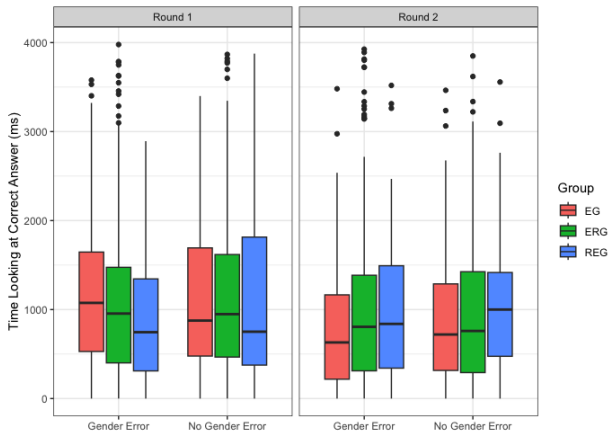 Round 1
Round 2
Time Looking at Correct Answer (ms)
4000
3000
2000
1000
0
Gender Error
No Gender Error
Gender Error
No Gender Error
Group
EG
ERG
REG